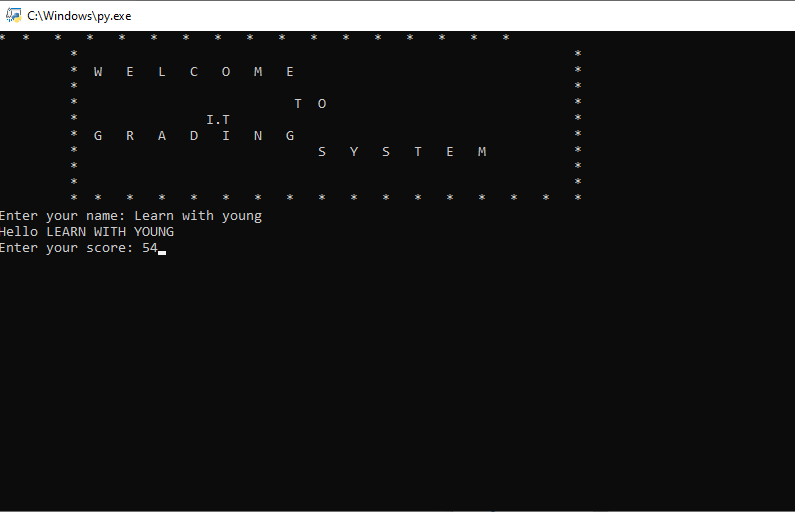 C:\Windows\py.exe
* * * * * * * * * * * * * * * * *
* *
* W E L C O M E *
* *
* T O *
* I.T *
* G R A D I N G *
* S Y S T E M *
* *
* *
* * * * * * * * * * * * * * * * *
Enter your name: Learn with young
Hello LEARN WITH YOUNG
Enter your score: 54